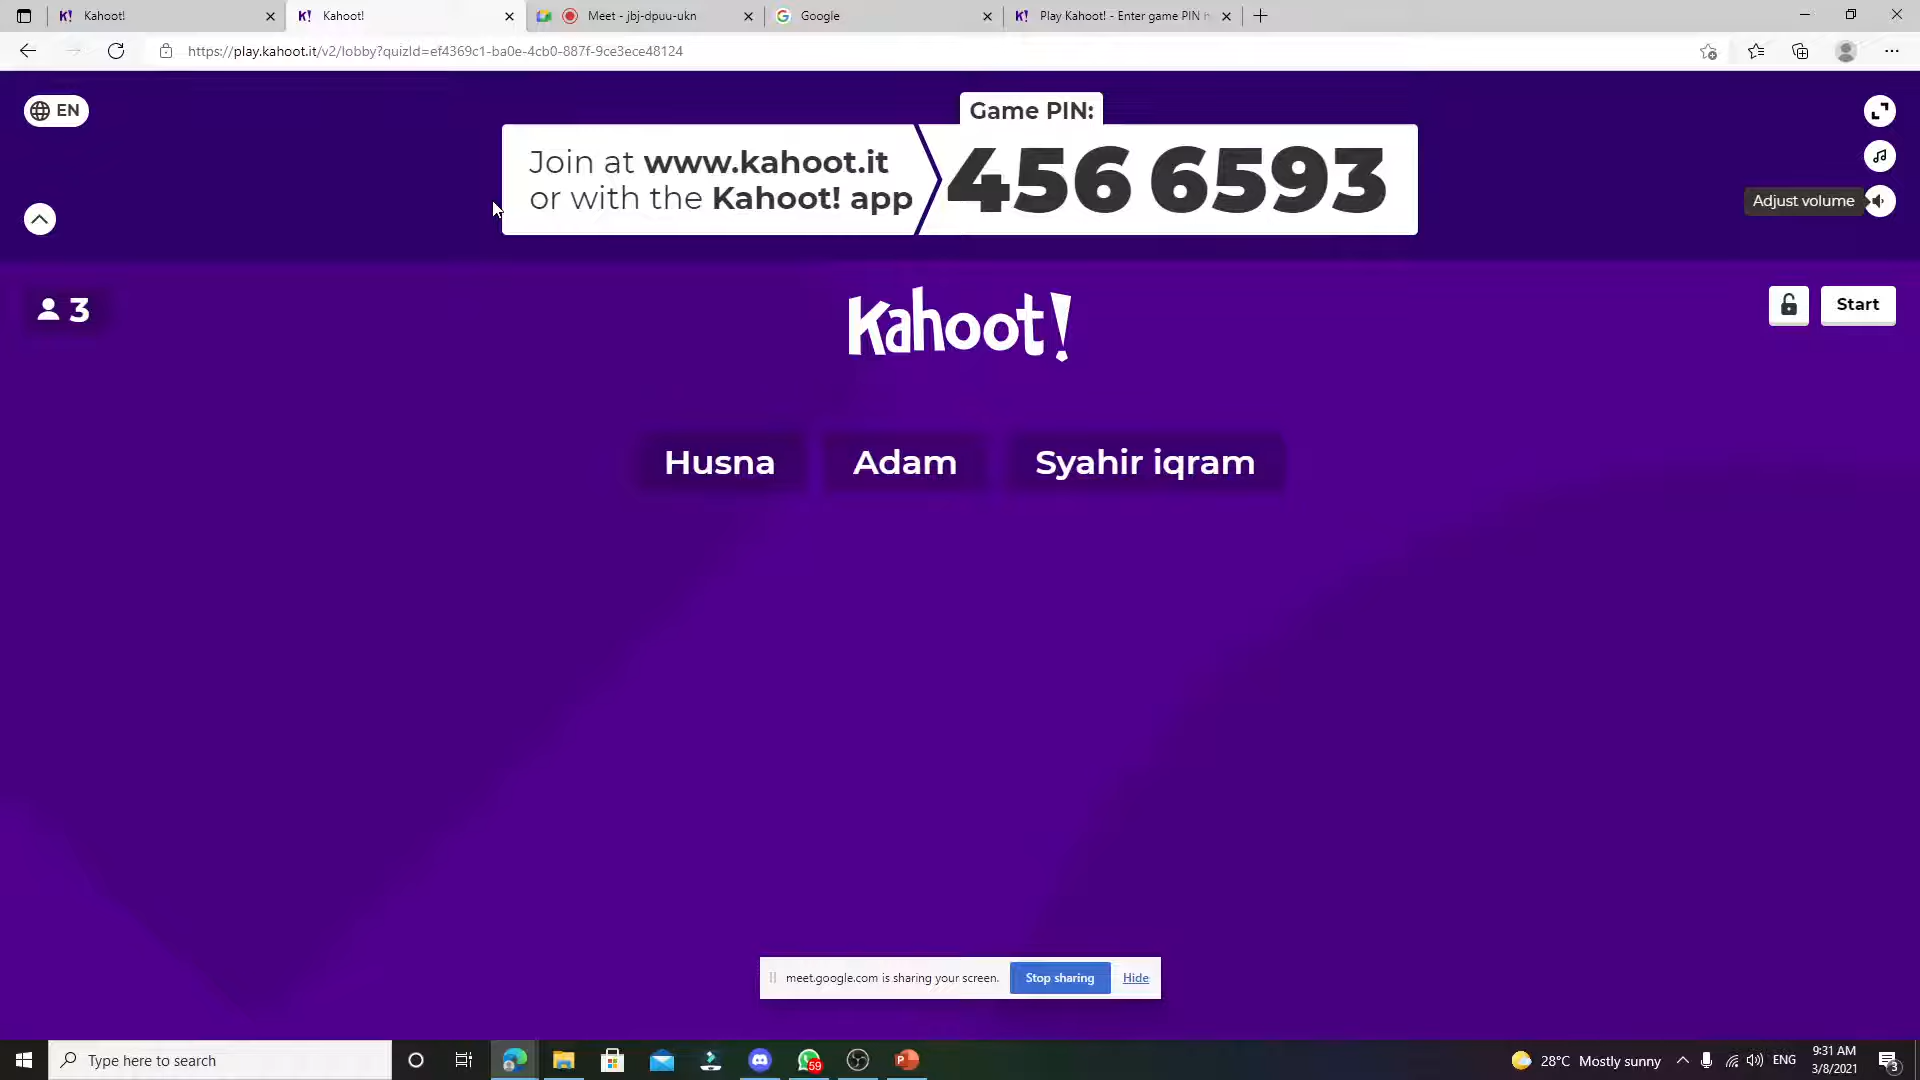 Kahoot!
Kahoot!
Meet - jbj-dpuu-ukn
Google
Play Kahoot! - Enter game PIN
https://play.kahoot.it/v2/lobby?quizId=ef4369c1-ba0e-4cb0-887f-9ce3ece48124
EN
Game PIN:
Join at www.kahoot.it
or with the Kahoot! app
456 6593
Adjust volume
3
Kahoot!
Start
Husna
Adam
Syahir iqram
meet.google.com is sharing your screen.
Stop sharing
Hide
Type here to search
59
28°C Mostly sunny
ENG
9:31 AM
3/8/2021
3